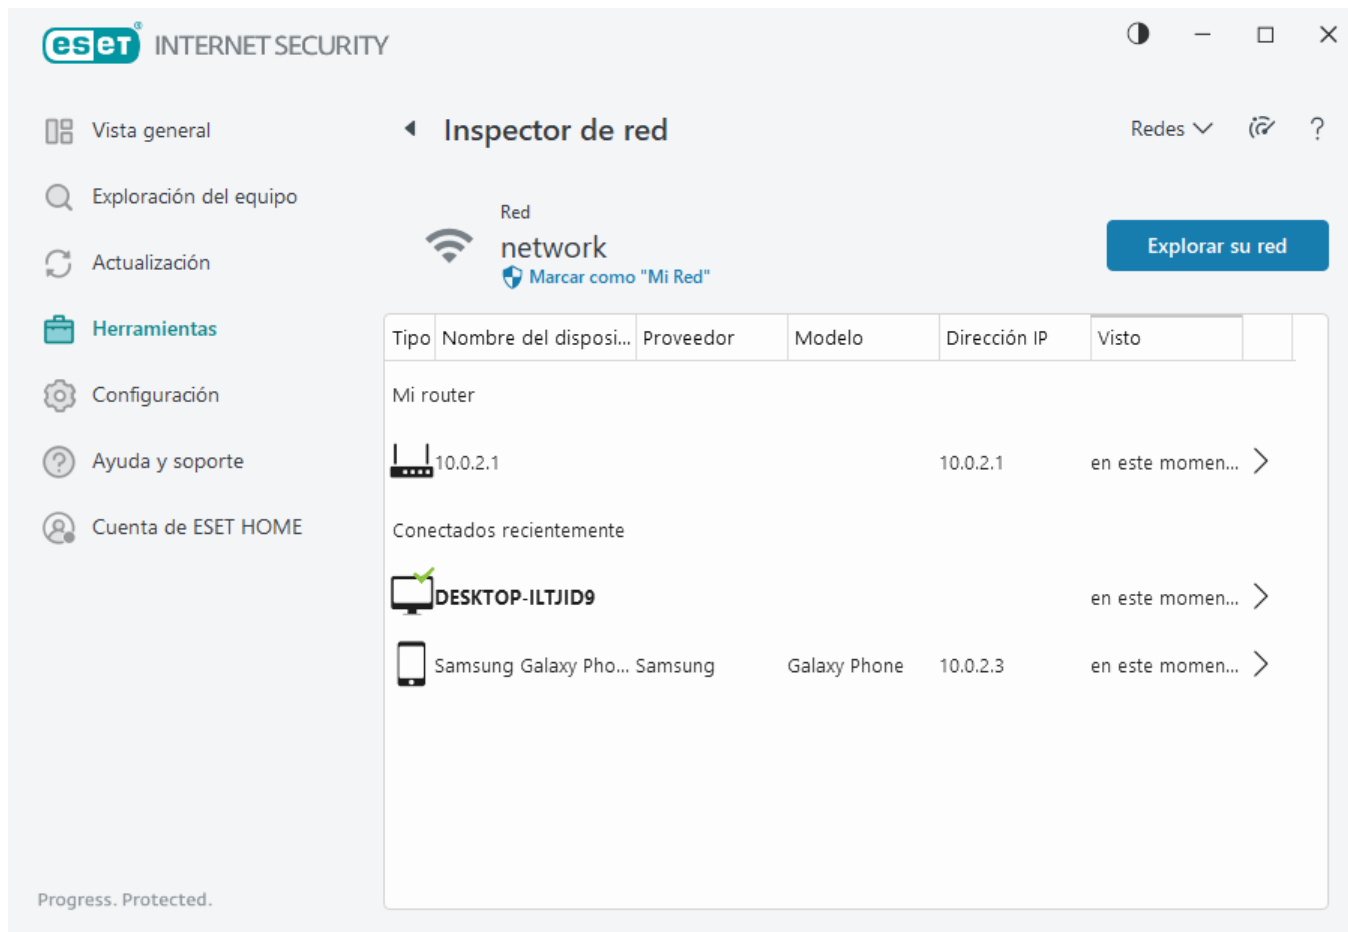 eset® INTERNET SECURITY
Vista general
Exploración del equipo
Actualización
Herramientas
Configuración
Ayuda y soporte
Cuenta de ESET HOME
Progress. Protected.
Inspector de red
Redes
?
Red
network
Marcar como "Mi Red"
Explorar su red
Tipo Nombre del disposi... Proveedor Modelo Dirección IP Visto
Mi router
10.0.2.1 10.0.2.1 en este momen...
Conectados recientemente
DESKTOP-ILTJID9 en este momen...
Samsung Galaxy Pho... Samsung Galaxy Phone 10.0.2.3 en este momen...